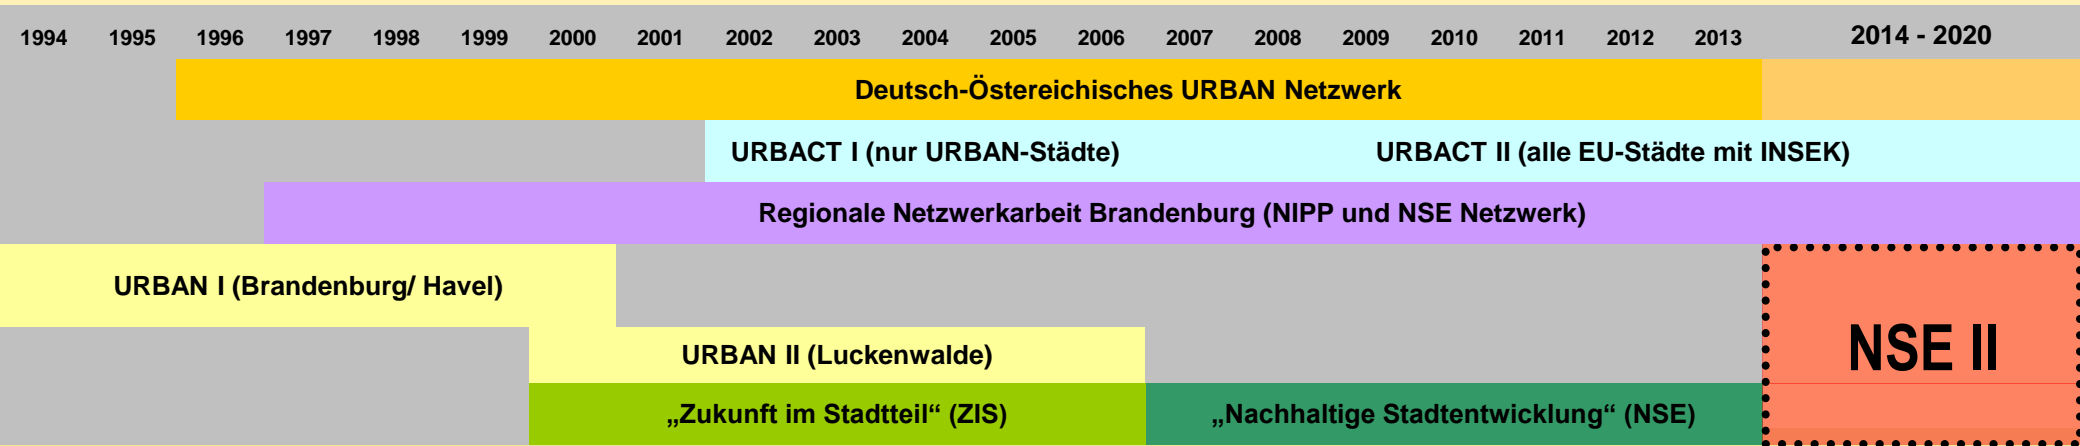 1994 1995 1996 1997 1998 1999 2000 2001 2002 2003 2004 2005 2006 2007 2008 2009 2010 2011 2012 2013 2014 - 2020
Deutsch-Östereichisches URBAN Netzwerk
URBACT I (nur URBAN-Städte) URBACT II (alle EU-Städte mit INSEK)
Regionale Netzwerkarbeit Brandenburg (NIPP und NSE Netzwerk)
URBAN I (Brandenburg/ Havel)
NSE II
URBAN II (Luckenwalde)
„Zukunft im Stadtteil“ (ZIS) „Nachhaltige Stadtentwicklung“ (NSE)